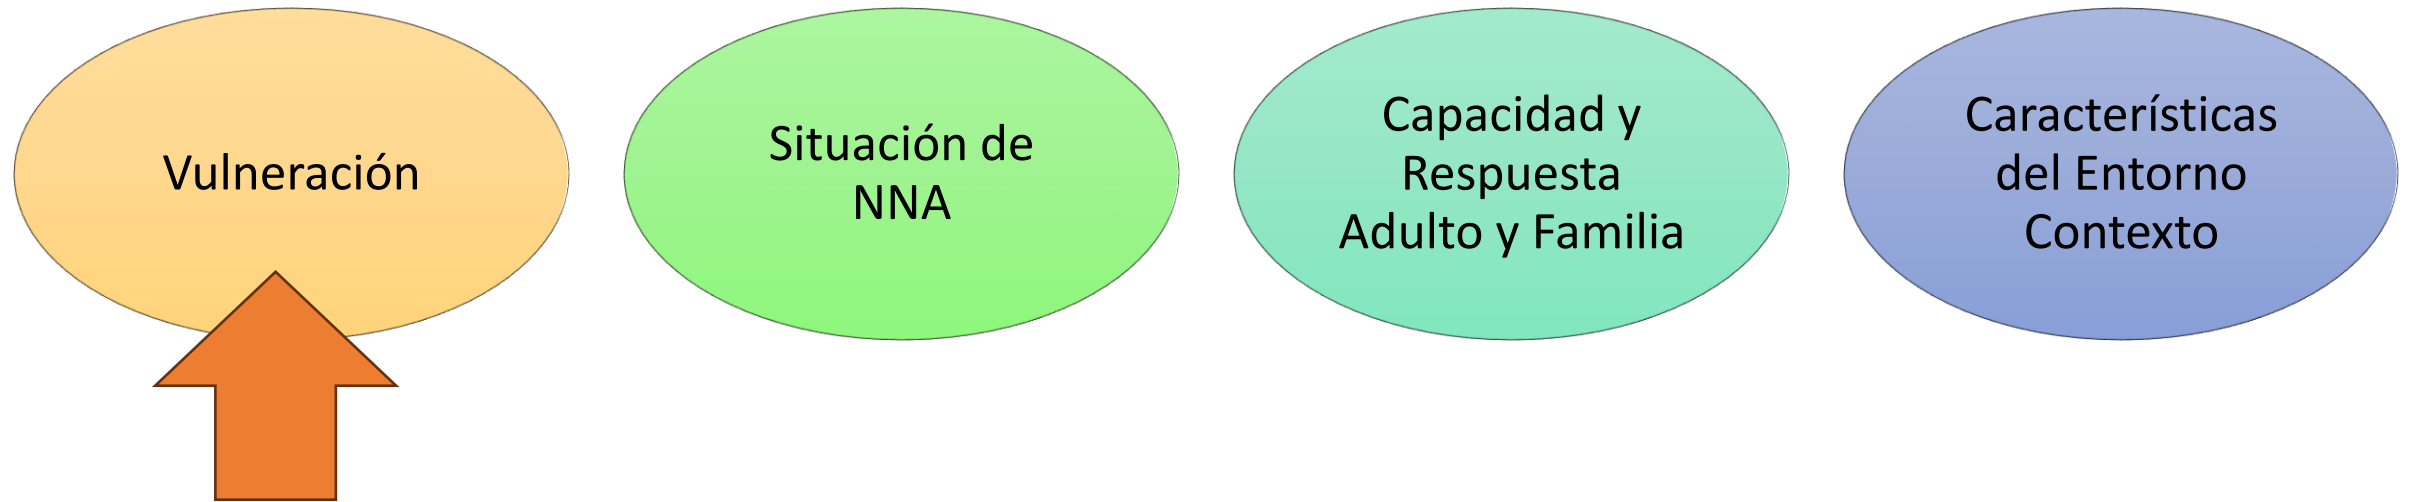 Vulneración
Situación de
NNA
Capacidad y
Respuesta
Adulto y Familia
Características
del Entorno
Contexto